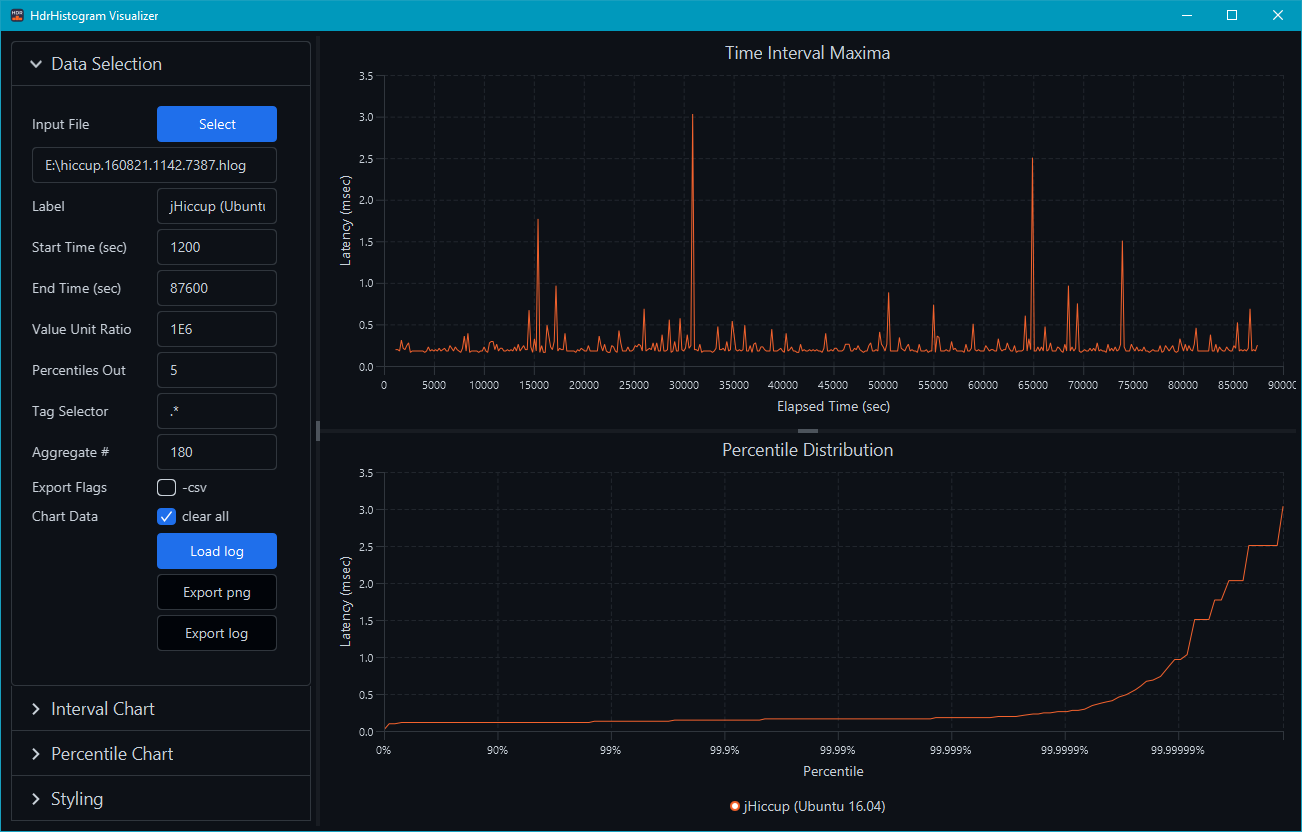 HDR
HdrHistogram Visualizer
Data Selection
Input File
Select
E:\hiccup.160821.1142.7387.hlog
Label
jHiccup (Ubuntu
Start Time (sec)
1200
End Time (sec)
87600
Value Unit Ratio
1E6
Percentiles Out
5
Tag Selector
.*
Aggregate #
180
Export Flags
-csv
Chart Data
clear all
Load log
Export png
Export log
Interval Chart
Percentile Chart
Styling
Time Interval Maxima
Latency (msec)
3.5
3.0
2.5
2.0
1.5
1.0
0.5
0.0
0 5000 10000 15000 20000 25000 30000 35000 40000 45000 50000 55000 60000 65000 70000 75000 80000 85000 90000
Elapsed Time (sec)
Percentile Distribution
Latency (msec)
3.5
3.0
2.5
2.0
1.5
1.0
0.5
0.0
0% 90% 99% 99.9% 99.99% 99.999% 99.9999% 99.99999%
Percentile
jHiccup (Ubuntu 16.04)